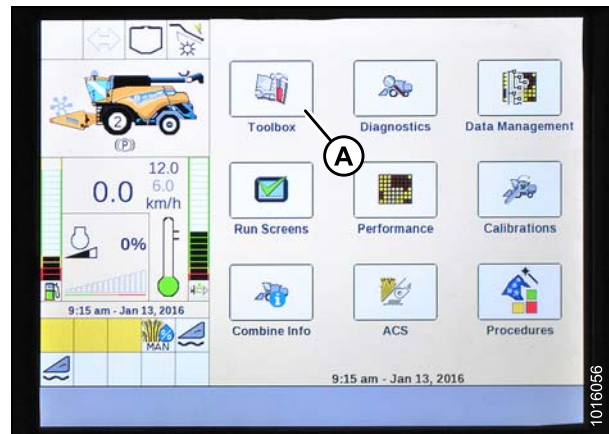 Toolbox
Diagnostics
Data Management
A
Run Screens
Performance
Calibrations
Combine Info
ACS
Procedures
9:15 am - Jan 13, 2016
2
(P)
12.0
0.0
6.0
km/h
E
0%
9:15 am - Jan 13, 2016
MAN
1016056